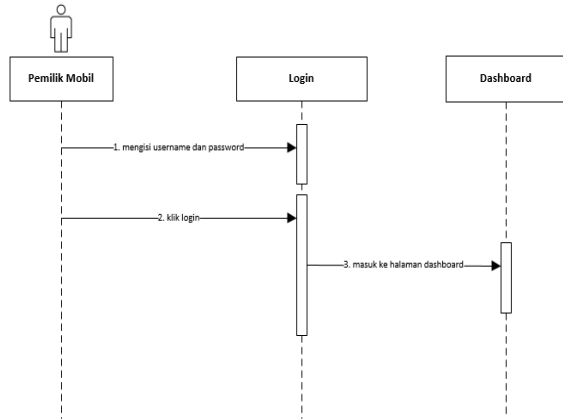 Pemilik Mobil
Login
Dashboard
1. mengisi username dan password
2. klik login
3. masuk ke halaman dashboard